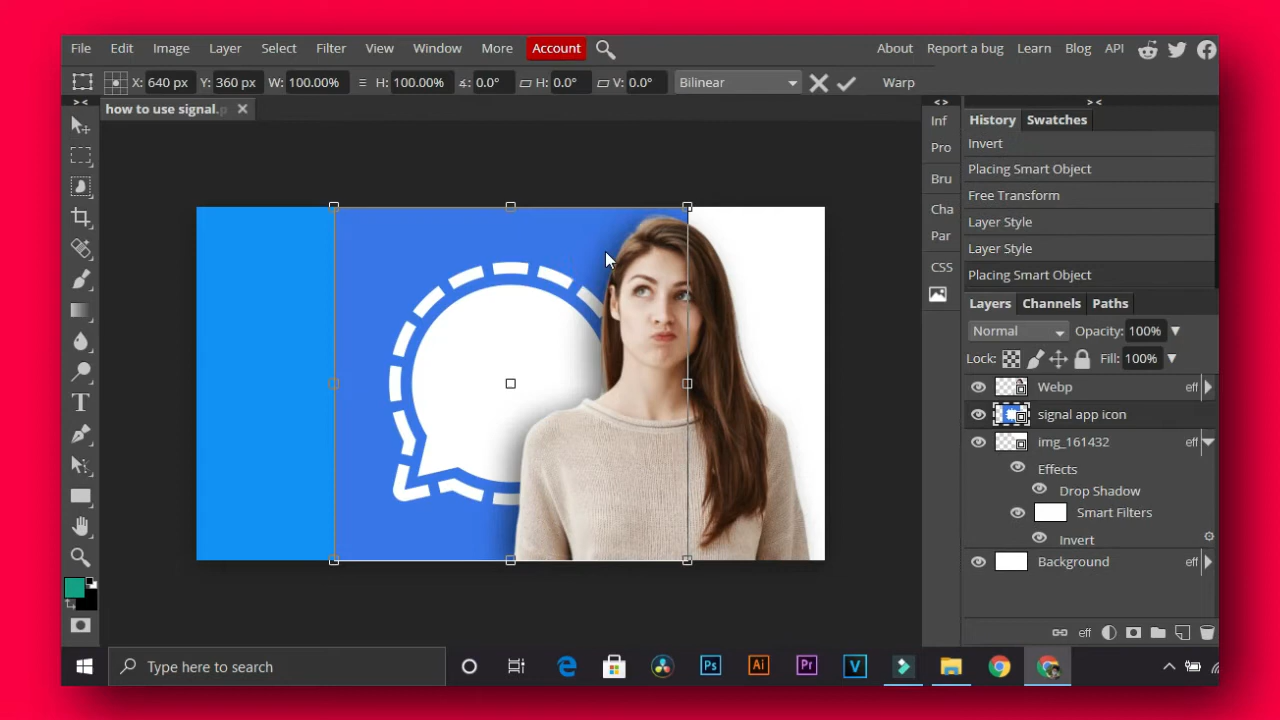 File Edit Image Layer Select Filter View Window More Account About Report a bug Learn Blog API
X: 640 px Y: 360 px W: 100.00% H: 100.00% 0.0° H: 0.0° V: 0.0° Bilinear Warp
how to use signal.p
Inf
Pro
Bru
Cha
Par
CSS
History Swatches
Invert
Placing Smart Object
Free Transform
Layer Style
Layer Style
Placing Smart Object
Layers Channels Paths
Normal Opacity: 100%
Lock: Fill: 100%
Webp eff
signal app icon
img_161432 eff
Effects
Drop Shadow
Smart Filters
Invert
Background eff
eff
T
Type here to search
Ps
Ai
Pr
V